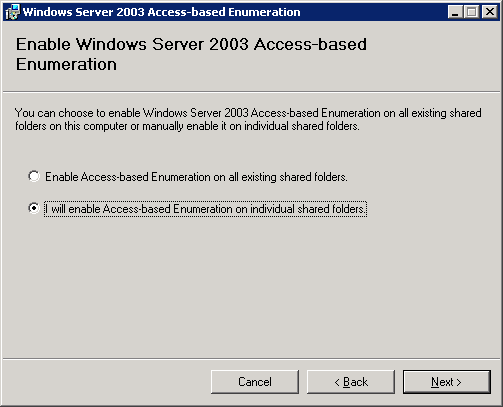 Windows Server 2003 Access-based Enumeration
Enable Windows Server 2003 Access-based
Enumeration
You can choose to enable Windows Server 2003 Access-based Enumeration on all existing shared
folders on this computer or manually enable it on individual shared folders.
Enable Access-based Enumeration on all existing shared folders.
I will enable Access-based Enumeration on individual shared folders.
Cancel
< Back
Next >